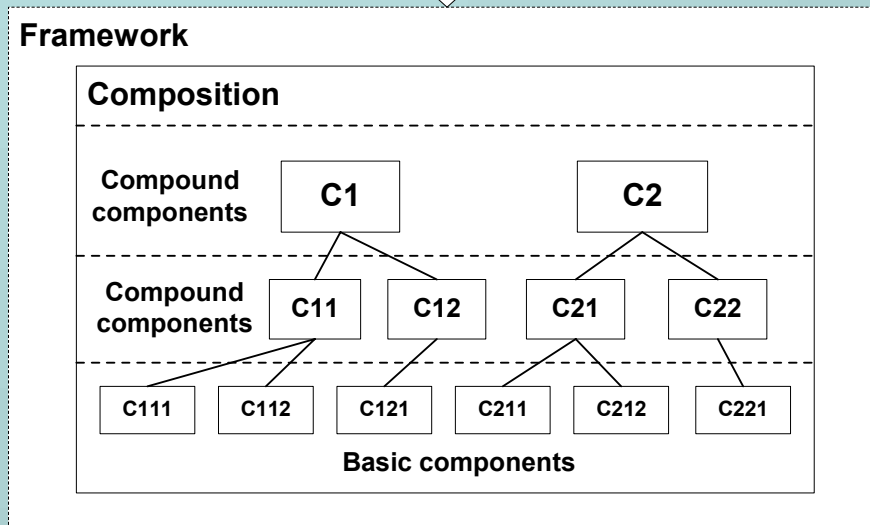 Framework
Composition
Compound
components
C1
C2
Compound
components
C11
C12
C21
C22
C111
C112
C121
C211
C212
C221
Basic components